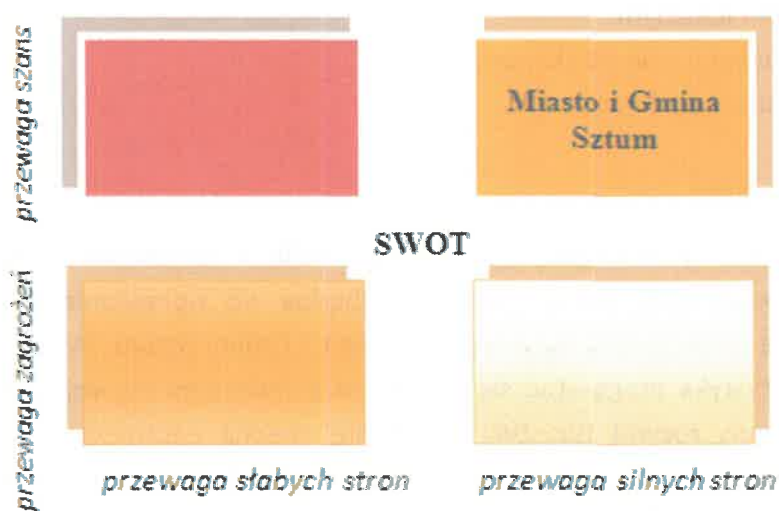 przewaga szans
Miasto i Gmina
Sztum
SWOT
przewaga zagrożeń
przewaga słabych stron
przewaga silnych stron